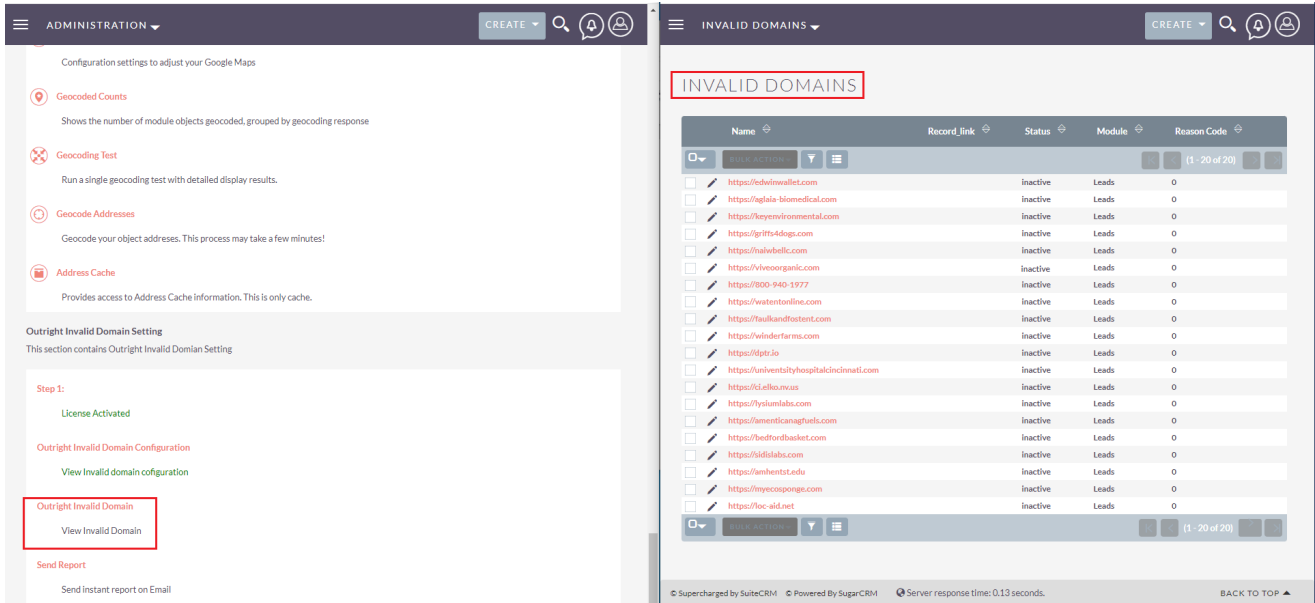 ADMINISTRATION
CREATE
Configuration settings to adjust your Google Maps
Geocoded Counts
Shows the number of module objects geocoded, grouped by geocoding response
Geocoding Test
Run a single geocoding test with detailed display results.
Geocode Addresses
Geocode your object addreses. This process may take a few minutes!
Address Cache
Provides access to Address Cache information. This is only cache.
Outright Invalid Domain Setting
This section contains Outright Invalid Domian Setting
Step 1:
License Activated
Outright Invalid Domain Configuration
View Invalid domain cofiguration
Outright Invalid Domain
View Invalid Domain
Send Report
Send instant report on Email
INVALID DOMAINS
CREATE
INVALID DOMAINS
Name Record_link Status Module Reason Code
BULK ACTION (1 - 20 of 20)
https://edwinwallet.com inactive Leads 0
https://aglaia-biomedical.com inactive Leads 0
https://keyenvironmental.com inactive Leads 0
https://griffs4dogs.com inactive Leads 0
https://naiwbellc.com inactive Leads 0
https://viveoorganic.com inactive Leads 0
https://800-940-1977 inactive Leads 0
https://watentonline.com inactive Leads 0
https://faulkandfostent.com inactive Leads 0
https://winderfarms.com inactive Leads 0
https://dptr.io inactive Leads 0
https://universityhospitalcincinnati.com inactive Leads 0
https://ci.elko.nv.us inactive Leads 0
https://lysiumlabs.com inactive Leads 0
https://amenticanagfuels.com inactive Leads 0
https://bedfordbasket.com inactive Leads 0
https://sidislabs.com inactive Leads 0
https://amhentst.edu inactive Leads 0
https://myecosponge.com inactive Leads 0
https://loc-aid.net inactive Leads 0
BULK ACTION (1 - 20 of 20)
© Supercharged by SuiteCRM © Powered By SugarCRM Server response time: 0.13 seconds. BACK TO TOP